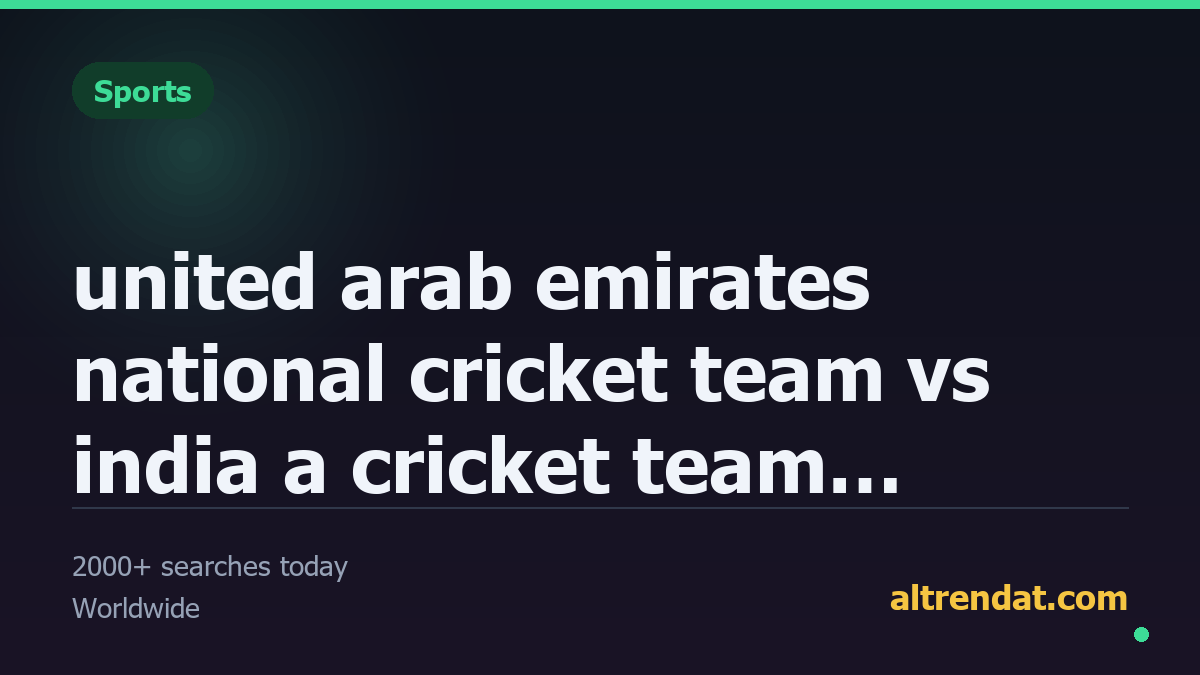 Sports
united arab emirates
national cricket team vs
india a cricket team...
2000+ searches today
Worldwide
altrendat.com